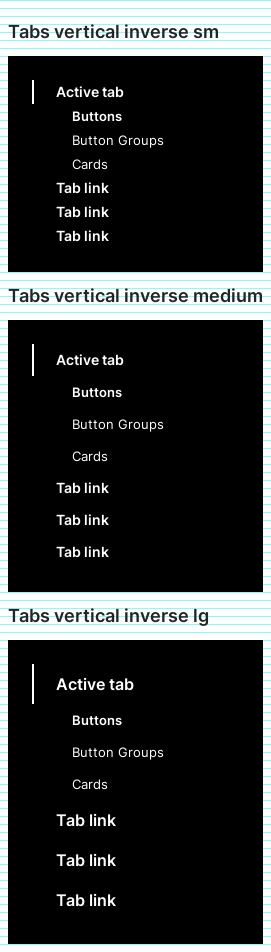 Tabs vertical inverse sm
Active tab
Buttons
Button Groups
Cards
Tab link
Tab link
Tab link
Tabs vertical inverse medium
Active tab
Buttons
Button Groups
Cards
Tab link
Tab link
Tab link
Tabs vertical inverse lg
Active tab
Buttons
Button Groups
Cards
Tab link
Tab link
Tab link